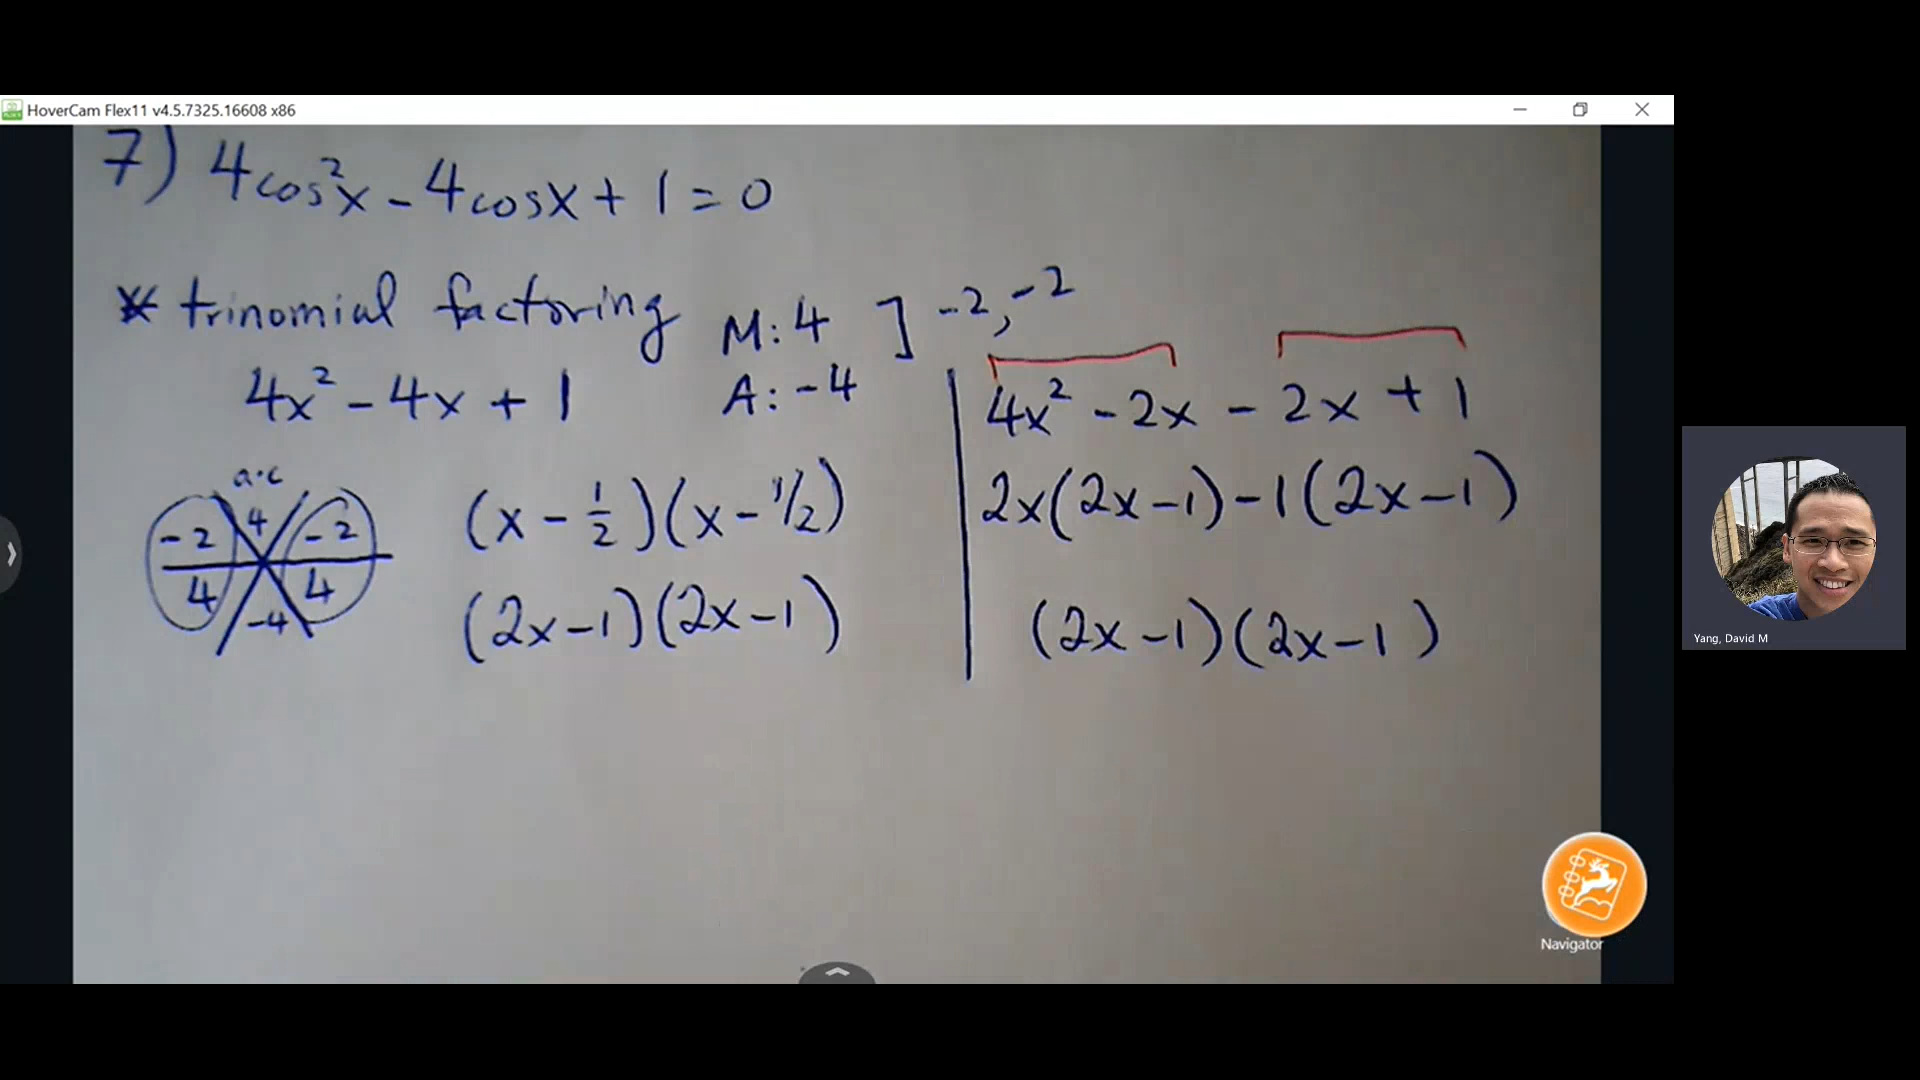 HoverCam Flex11 v4.5.7325.16608 x86
7) 4cos²x - 4cosx + 1 = 0
* trinomial factoring
M: 4 ] -2, -2
A: -4
4x² - 4x + 1
a·c
-2 4 -2
4 -4 4
(x - 1/2)(x - 1/2)
(2x - 1)(2x - 1)
4x² - 2x - 2x + 1
2x(2x - 1) - 1(2x - 1)
(2x - 1)(2x - 1)
Yang, David M
Navigator